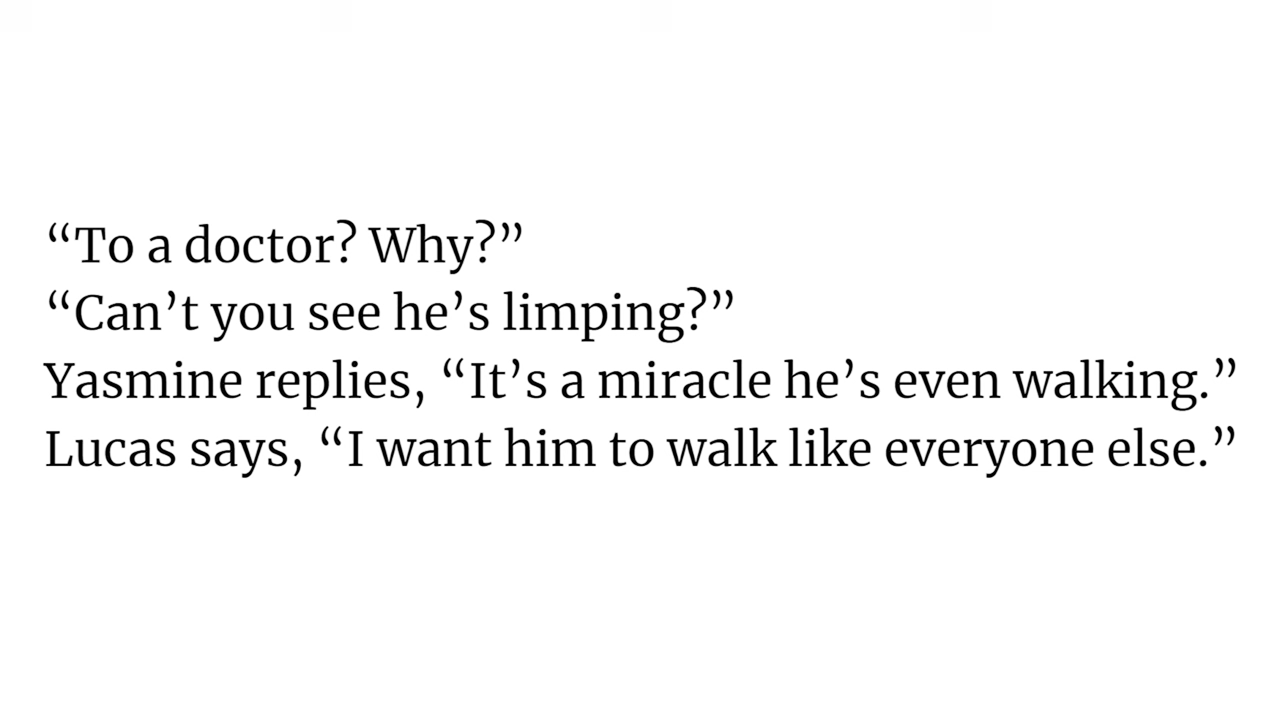 “To a doctor? Why?”
“Can’t you see he’s limping?”
Yasmine replies, “It’s a miracle he’s even walking.”
Lucas says, “I want him to walk like everyone else.”